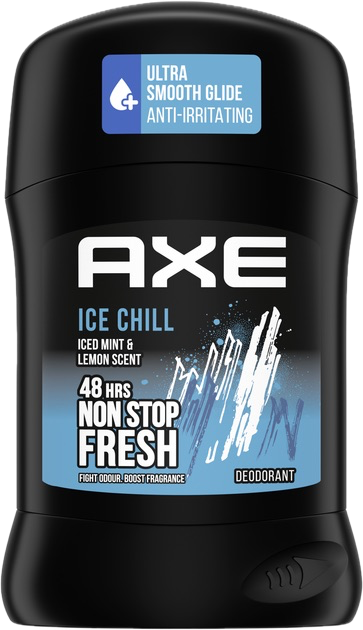 ULTRA
SMOOTH GLIDE
ANTI-IRRITATING
AXE
ICE CHILL
ICED MINT &
LEMON SCENT
48 HRS
NON STOP
FRESH
FIGHT ODOUR. BOOST FRAGRANCE
DEODORANT